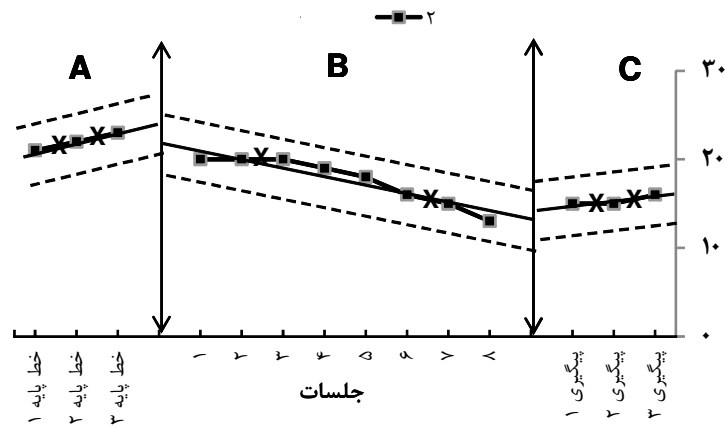 ۲
A
B
C
۳۰
۲۰
۱۰
۰
خط پایه ۱
خط پایه ۲
خط پایه ۳
۱
۲
۳
۴
۵
۶
۷
۸
پیگیری ۱
پیگیری ۲
پیگیری ۳
جلسات